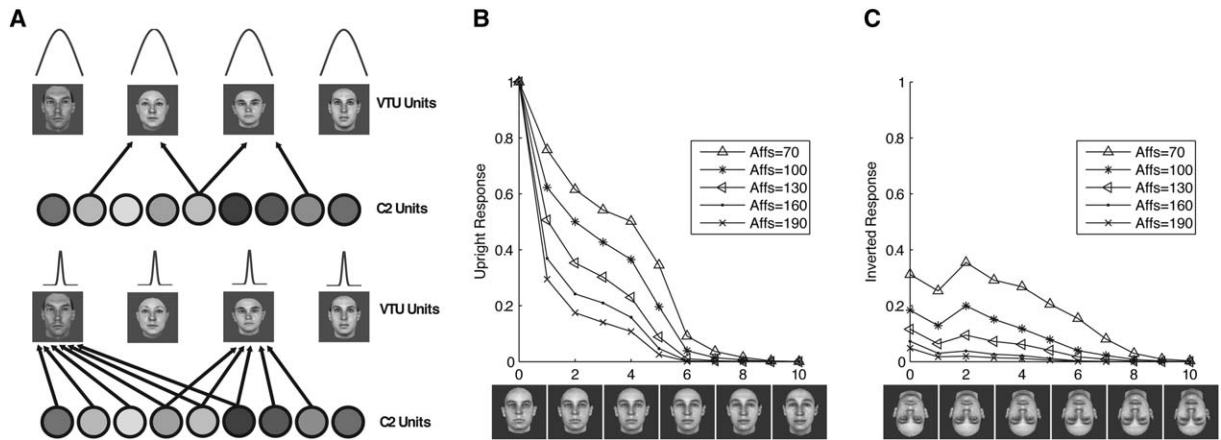 A
VTU Units
C2 Units
VTU Units
C2 Units
B
Upright Response
1
0.8
0.6
0.4
0.2
0
0 2 4 6 8 10
Affs=70
Affs=100
Affs=130
Affs=160
Affs=190
C
Inverted Response
1
0.8
0.6
0.4
0.2
0
0 2 4 6 8 10
Affs=70
Affs=100
Affs=130
Affs=160
Affs=190